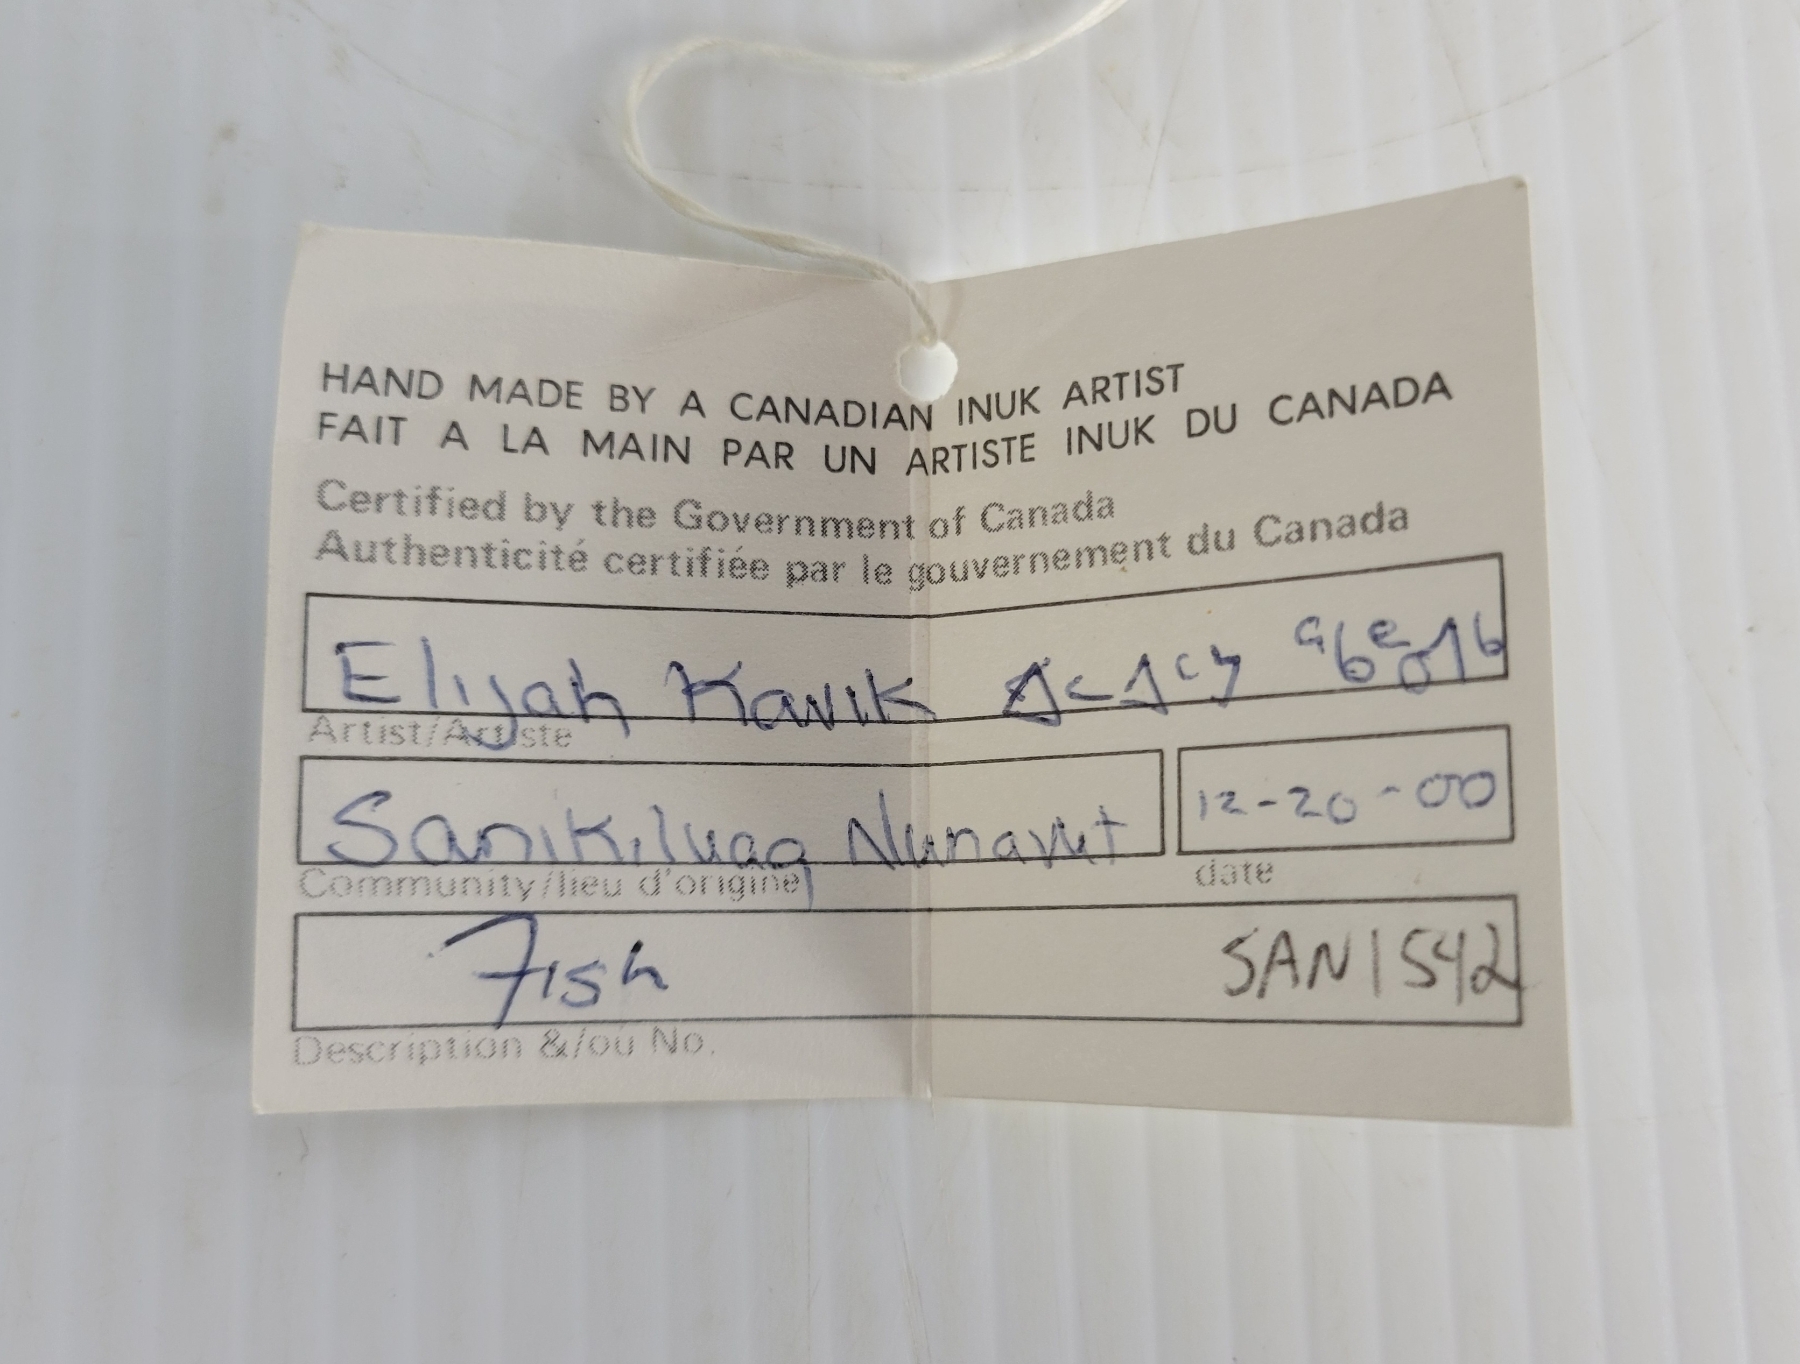 HAND MADE BY A CANADIAN INUK ARTIST
FAIT A LA MAIN PAR UN ARTISTE INUK DU CANADA
Certified by the Government of Canada
Authenticité certifiée par le gouvernement du Canada
Elijah Kavik
Artist/Artiste
Sanikiluaq Nunavut 12-20-00
Community/lieu d'origine date
Fish SAN1542
Description &/ou No.